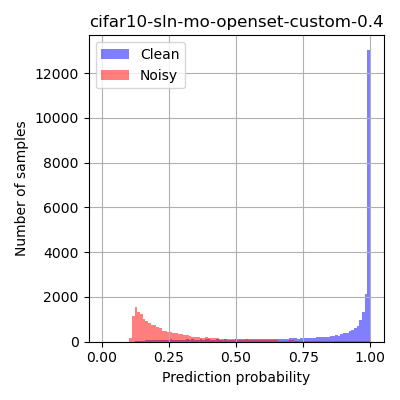 cifar10-sln-mo-openset-custom-0.4
Clean
Noisy
Number of samples
12000
10000
8000
6000
4000
2000
0
0.00 0.25 0.50 0.75 1.00
Prediction probability